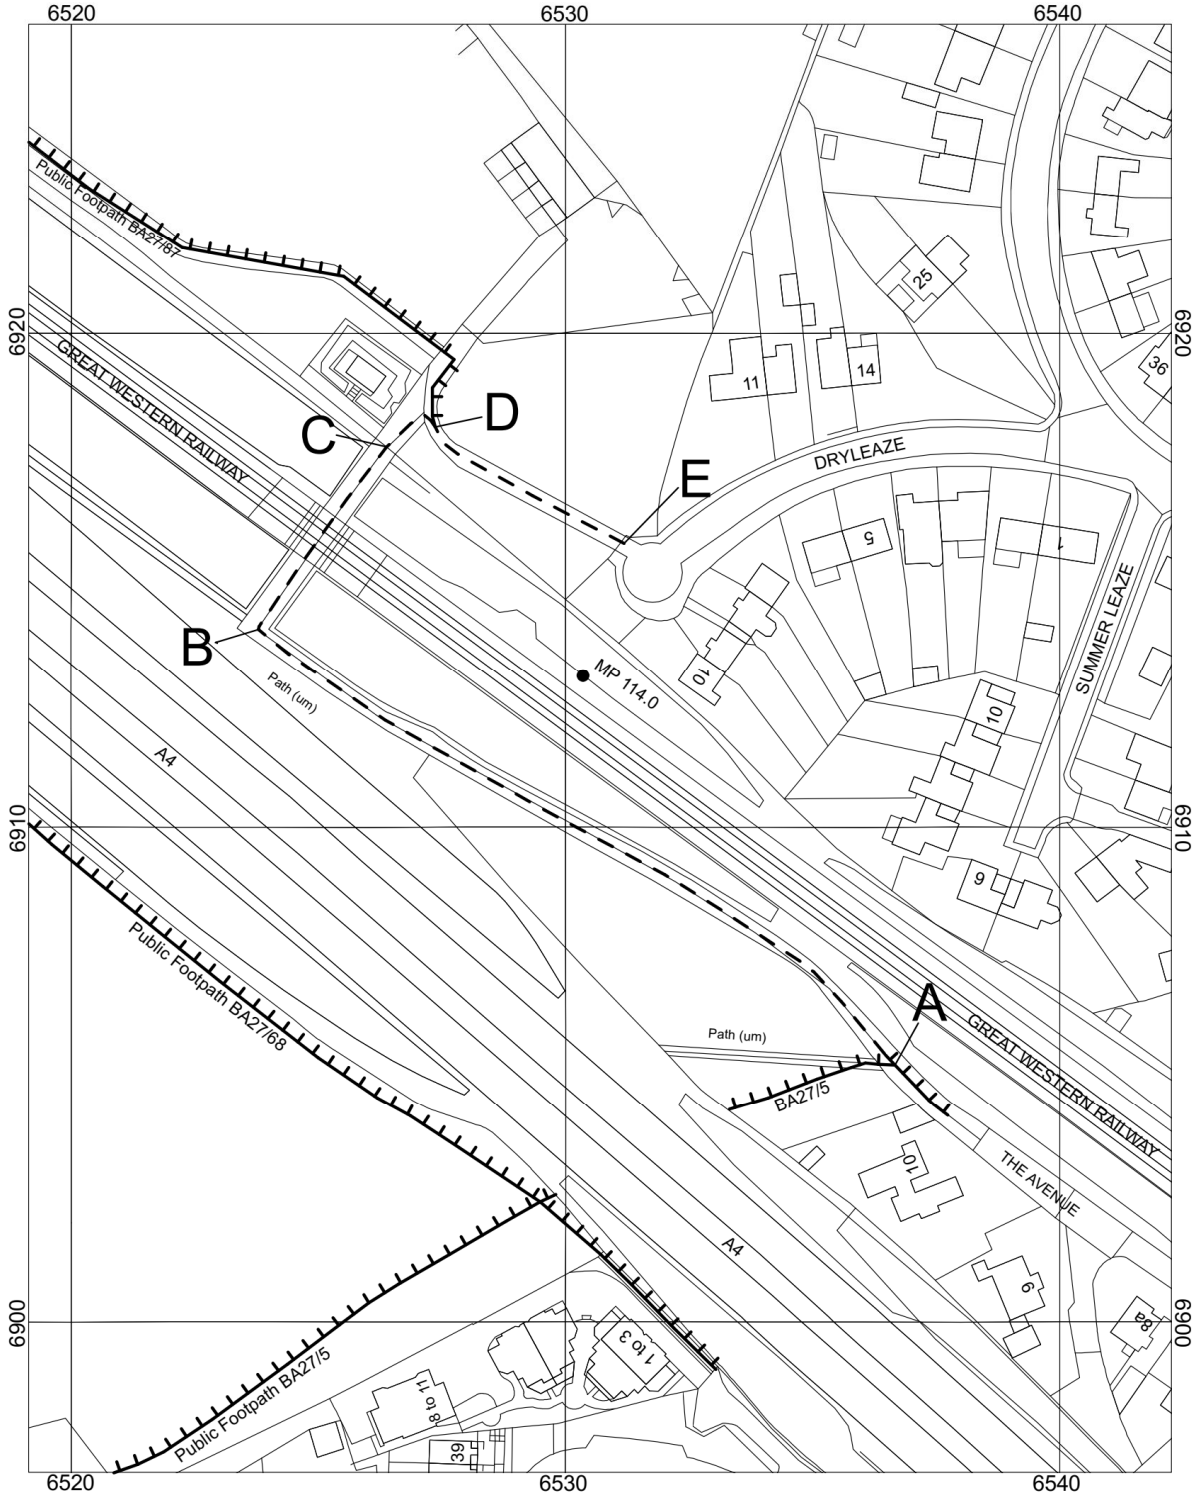 6520
6530
6540
Public Footpath BA27/87
25
6920
6920
GREAT WESTERN RAILWAY
11
14
36
C
D
DRYLEAZE
E
5
1
B
SUMMER LEAZE
Path (um)
MP 114.0
10
10
A4
6910
6910
9
Public Footpath BA27/68
A
GREAT WESTERN RAILWAY
Path (um)
BA27/5
10
THE AVENUE
A4
9
8a
6900
6900
1 to 3
Public Footpath BA27/5
8 to 11
39
6520
6530
6540